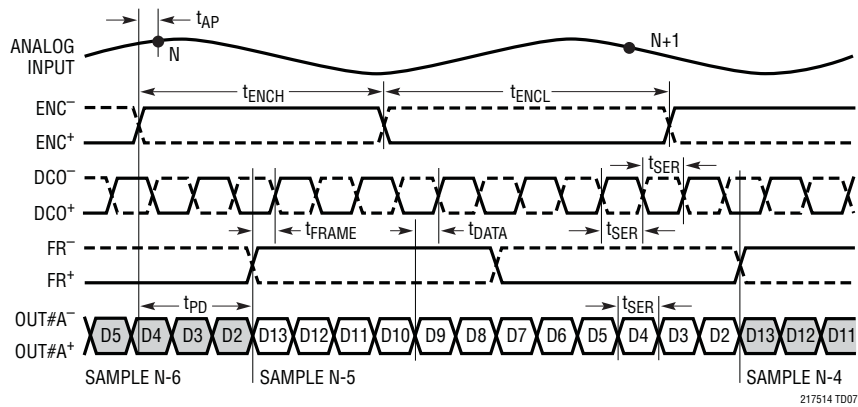 tAP
ANALOG
INPUT
N
N+1
tENCH
tENCL
ENC–
ENC+
DCO–
tSER
DCO+
tFRAME
tDATA
tSER
FR–
FR+
tPD
tSER
OUT#A–
D5 D4 D3 D2 D13 D12 D11 D10 D9 D8 D7 D6 D5 D4 D3 D2 D13 D12 D11
OUT#A+
SAMPLE N-6 SAMPLE N-5 SAMPLE N-4
217514 TD07